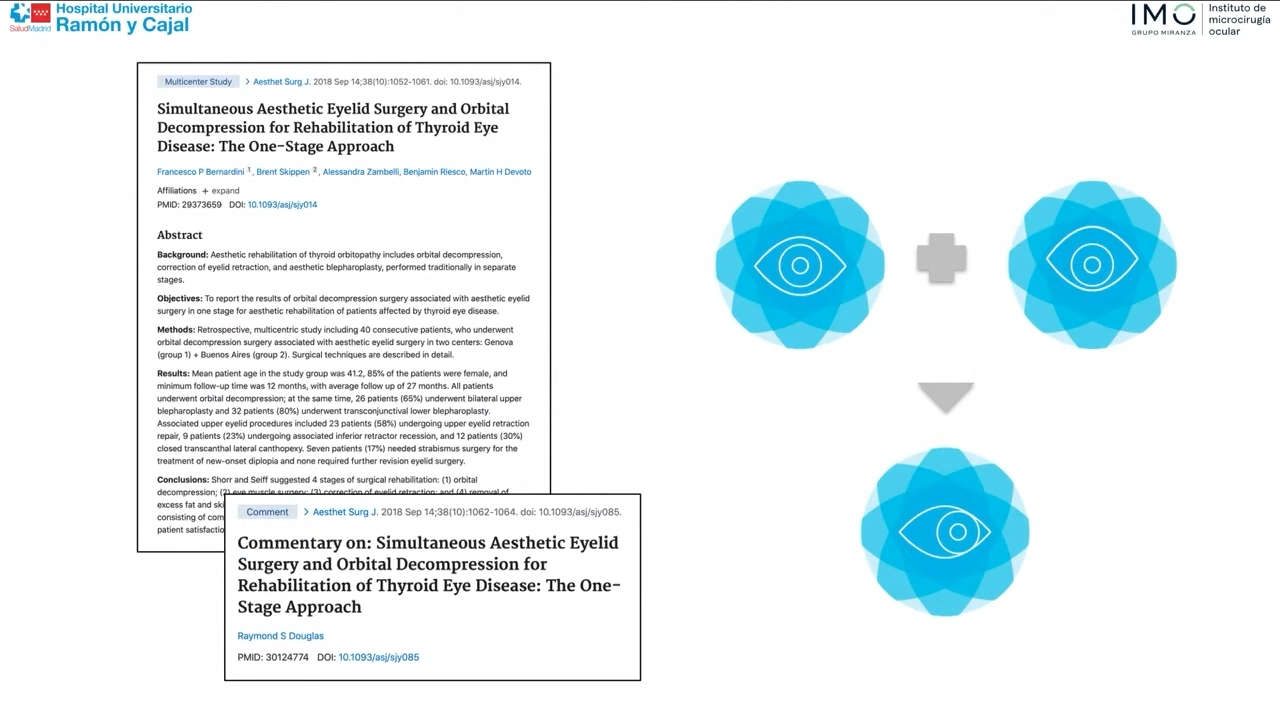 Hospital Universitario
SaludMadrid Ramón y Cajal
IMO
GRUPO MIRANZA
Instituto de
microcirugía
ocular
Multicenter Study > Aesthet Surg J. 2018 Sep 14;38(10):1052-1061. doi: 10.1093/asj/sjy014.
Simultaneous Aesthetic Eyelid Surgery and Orbital
Decompression for Rehabilitation of Thyroid Eye
Disease: The One-Stage Approach
Francesco P Bernardini 1, Brent Skippen 2, Alessandra Zambelli, Benjamin Riesco, Martin H Devoto
Affiliations + expand
PMID: 29373659 DOI: 10.1093/asj/sjy014
Abstract
Background: Aesthetic rehabilitation of thyroid orbitopathy includes orbital decompression,
correction of eyelid retraction, and aesthetic blepharoplasty, performed traditionally in separate
stages.
Objectives: To report the results of orbital decompression surgery associated with aesthetic eyelid
surgery in one stage for aesthetic rehabilitation of patients affected by thyroid eye disease.
Methods: Retrospective, multicentric study including 40 consecutive patients, who underwent
orbital decompression surgery associated with aesthetic eyelid surgery in two centers: Genova
(group 1) + Buenos Aires (group 2). Surgical techniques are described in detail.
Results: Mean patient age in the study group was 41.2, 85% of the patients were female, and
minimum follow-up time was 12 months, with average follow up of 27 months. All patients
underwent orbital decompression; at the same time, 26 patients (65%) underwent bilateral upper
blepharoplasty and 32 patients (80%) underwent transconjunctival lower blepharoplasty.
Associated upper eyelid procedures included 23 patients (58%) undergoing upper eyelid retraction
repair, 9 patients (23%) undergoing associated inferior retractor recession, and 12 patients (30%)
closed transcanthal lateral canthopexy. Seven patients (17%) needed strabismus surgery for the
treatment of new-onset diplopia and none required further revision eyelid surgery.
Conclusions: Shorr and Seiff suggested 4 stages of surgical rehabilitation: (1) orbital
decompression; (2) eye muscle surgery; (3) correction of eyelid retraction; and (4) removal of
excess fat and ski
consisting of com
patient satisfactio
Comment > Aesthet Surg J. 2018 Sep 14;38(10):1062-1064. doi: 10.1093/asj/sjy085.
Commentary on: Simultaneous Aesthetic Eyelid
Surgery and Orbital Decompression for
Rehabilitation of Thyroid Eye Disease: The One-
Stage Approach
Raymond S Douglas
PMID: 30124774 DOI: 10.1093/asj/sjy085